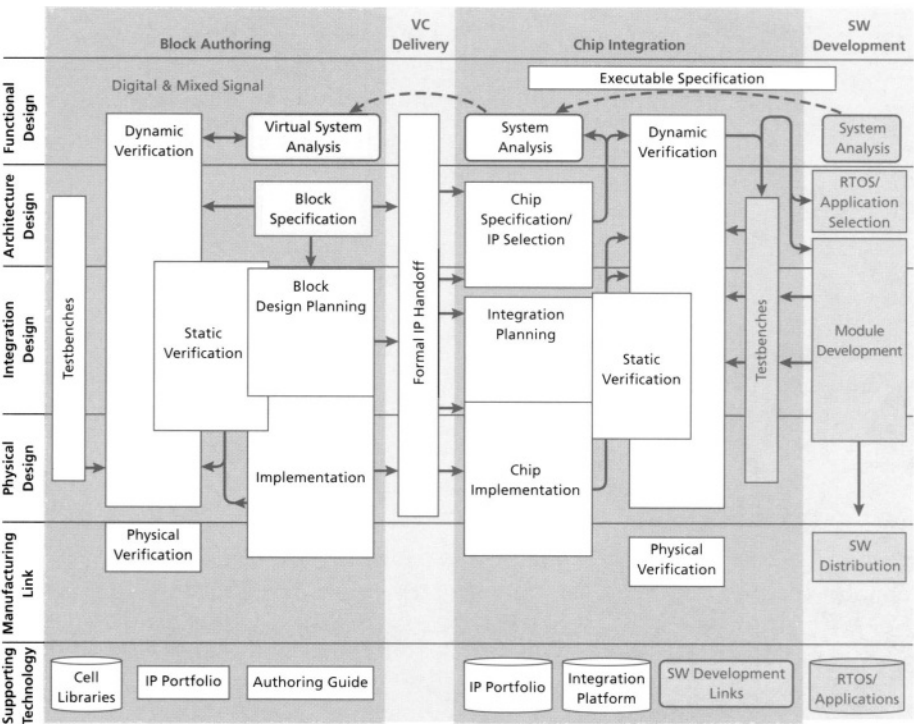 Block Authoring
VC
Delivery
Chip Integration
SW
Development
Functional
Design
Architecture
Design
Integration
Design
Physical
Design
Manufacturing
Link
Supporting
Technology
Digital & Mixed Signal
Executable Specification
Dynamic
Verification
Virtual System
Analysis
System
Analysis
Dynamic
Verification
System
Analysis
Block
Specification
Chip
Specification/
IP Selection
RTOS/
Application
Selection
Testbenches
Static
Verification
Block
Design Planning
Formal IP Handoff
Integration
Planning
Static
Verification
Testbenches
Module
Development
Implementation
Chip
Implementation
Physical
Verification
Physical
Verification
SW
Distribution
Cell
Libraries
IP Portfolio
Authoring Guide
IP Portfolio
Integration
Platform
SW Development
Links
RTOS/
Applications